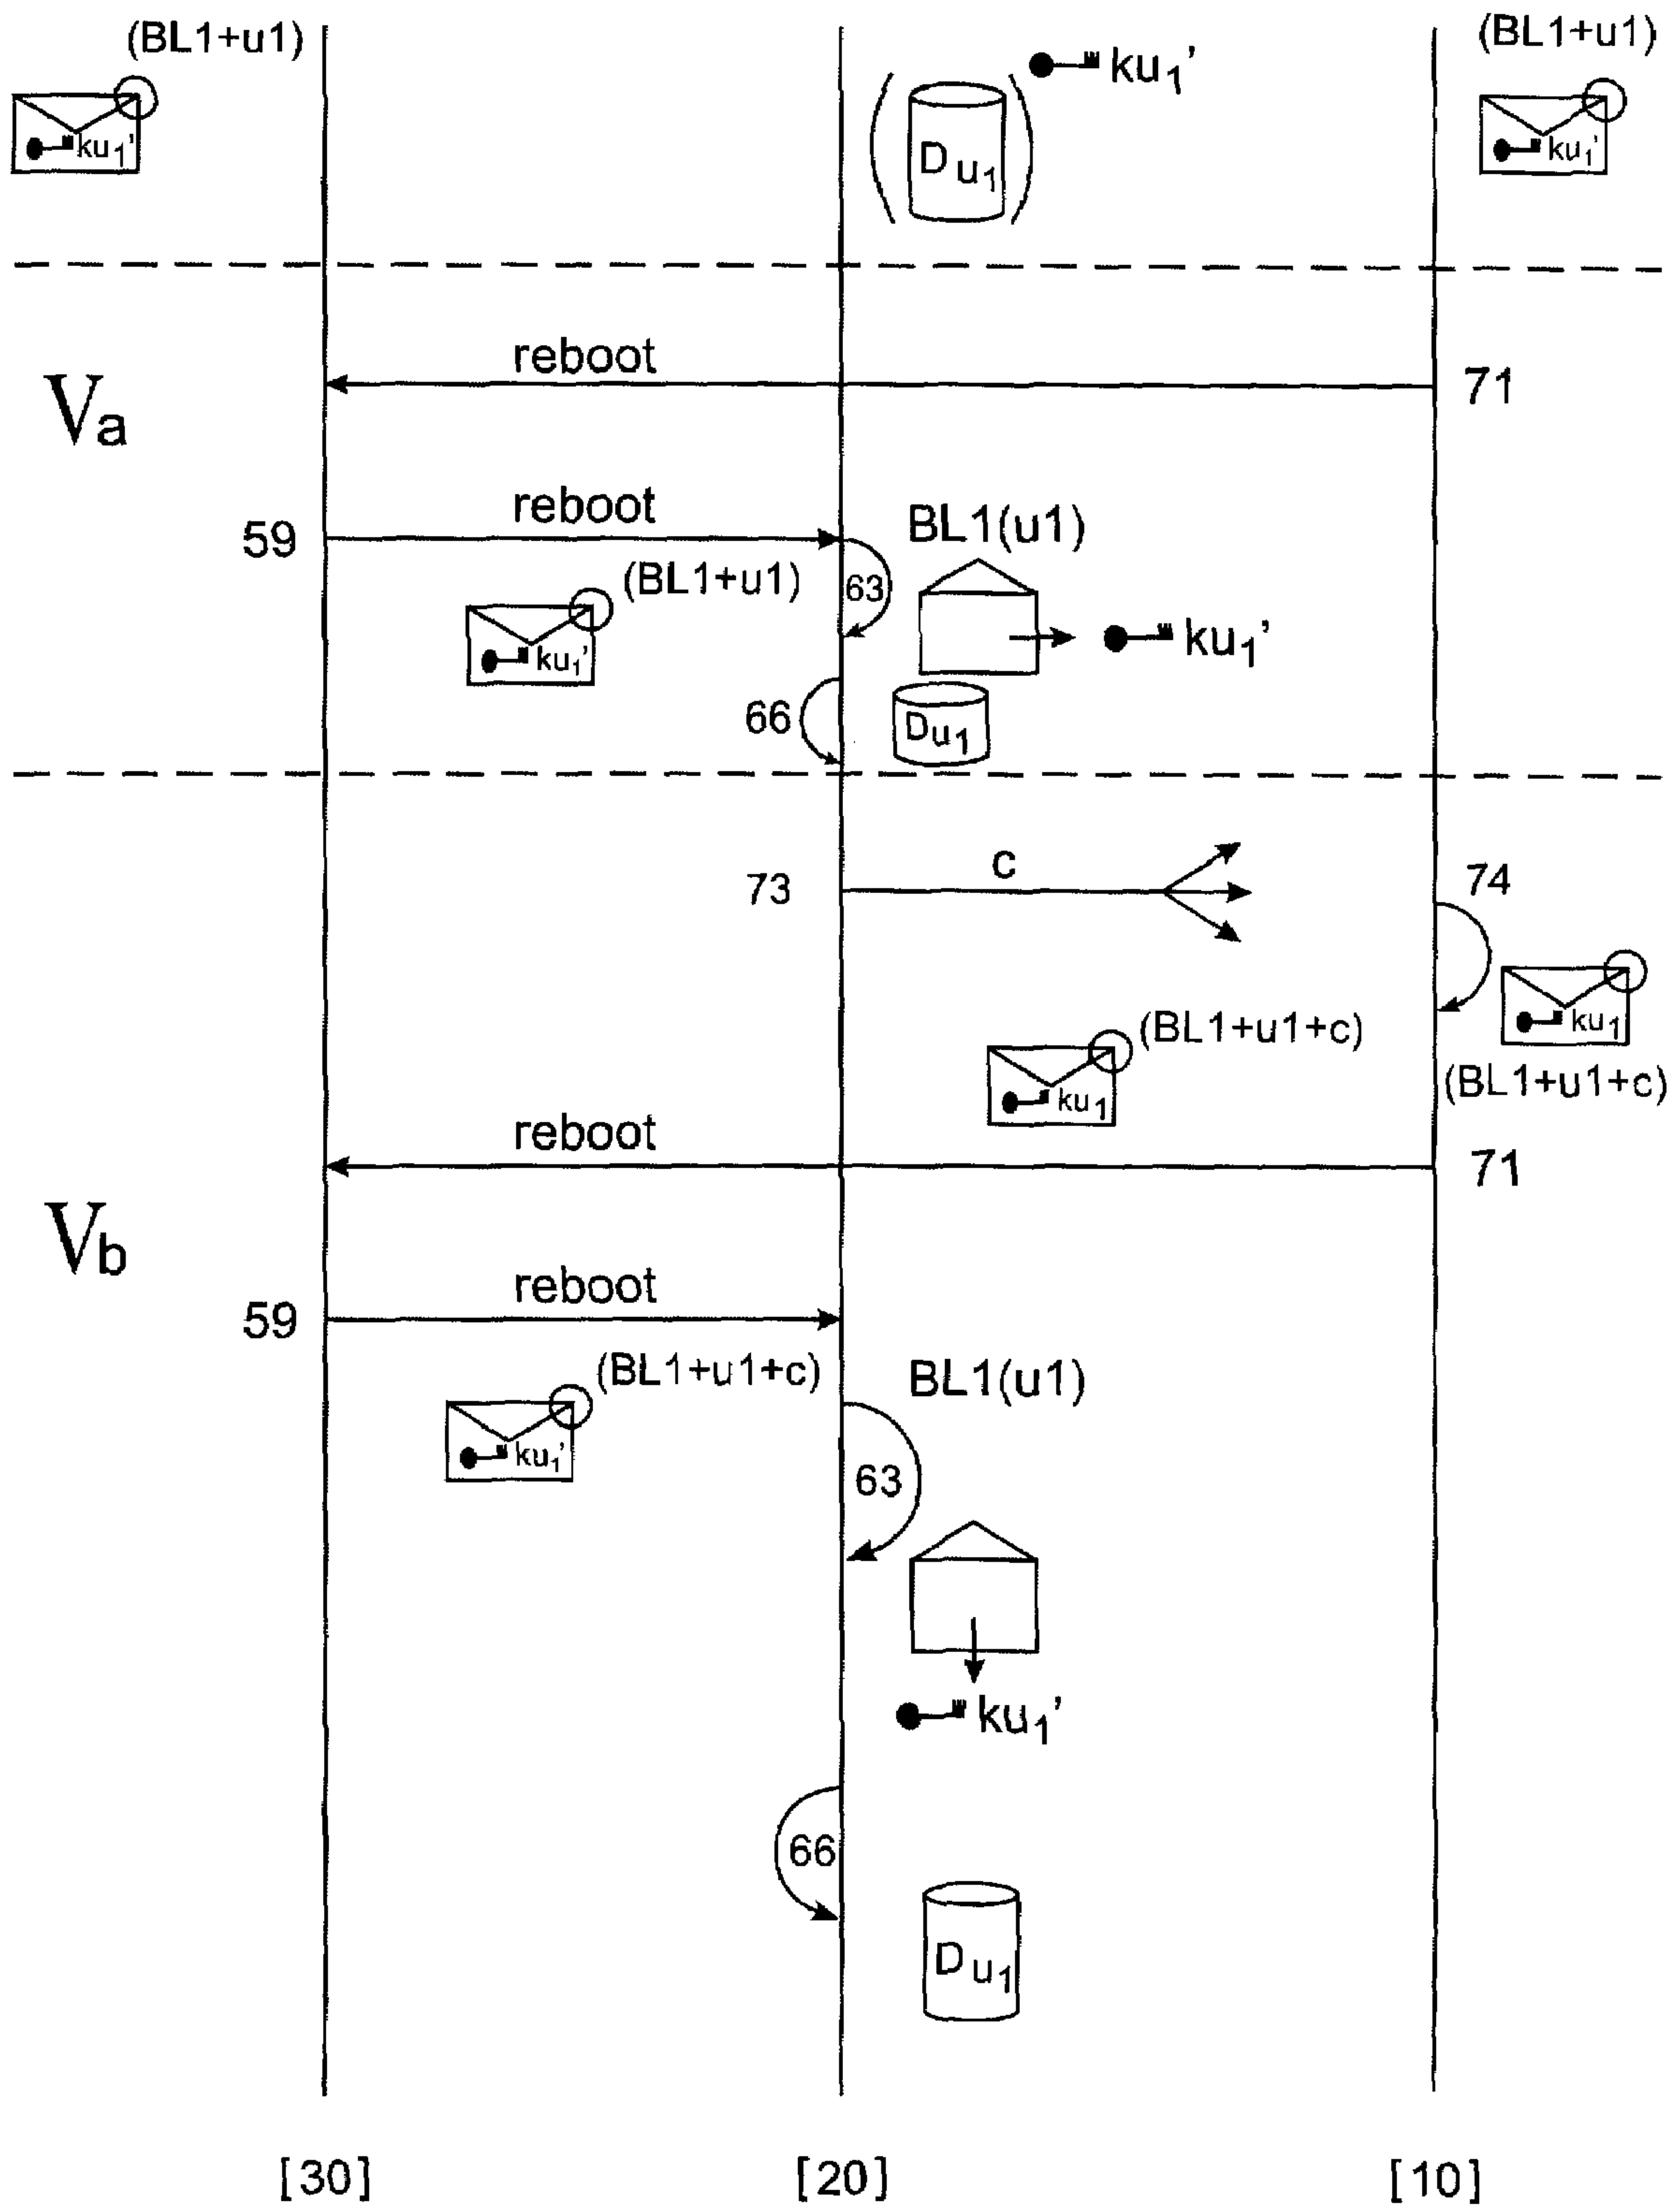 (BL1+u1)
ku1'
(BL1+u1)
ku1'
Du1
ku1'
reboot
71
Va
reboot
59
BL1(u1)
(BL1+u1)
63
ku1'
ku1'
66
Du1
c
73
74
ku1
(BL1+u1+c)
ku1
(BL1+u1+c)
reboot
71
Vb
reboot
59
(BL1+u1+c)
BL1(u1)
ku1'
63
ku1'
66
Du1
[30] [20] [10]